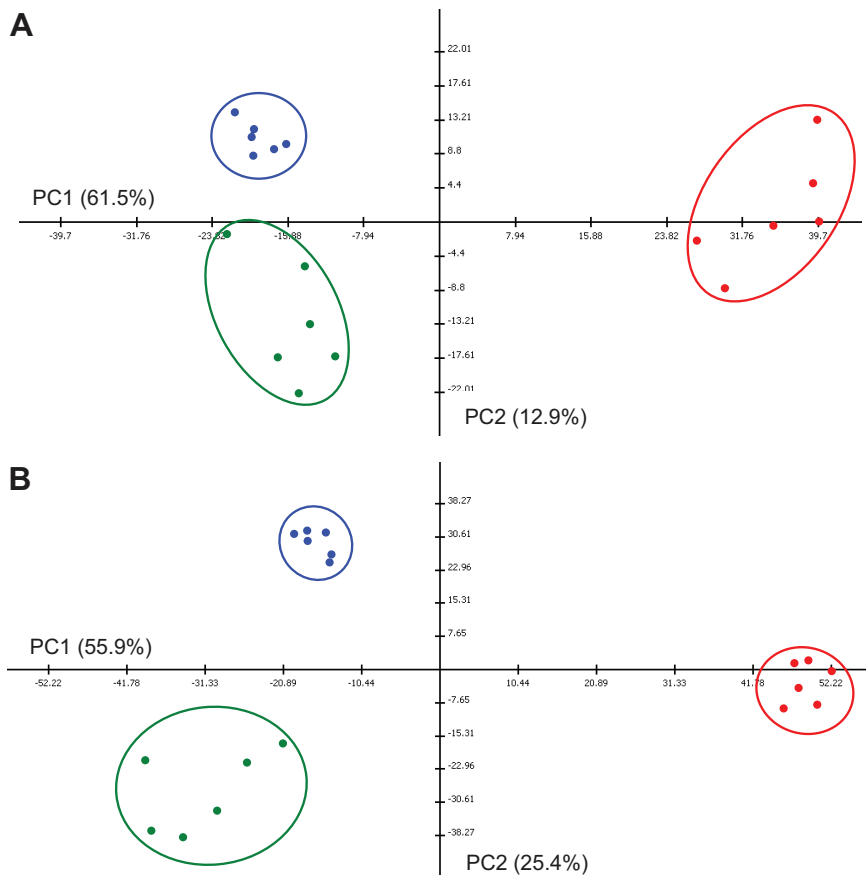 A
22.01
17.61
13.21
8.8
4.4
PC1 (61.5%)
-39.7 -31.76 -23.82 -15.88 -7.94 7.94 15.88 23.82 31.76 39.7
-4.4
-8.8
-13.21
-17.61
-22.01
PC2 (12.9%)
B
38.27
30.61
22.96
15.31
7.65
PC1 (55.9%)
-52.22 -41.78 -31.33 -20.89 -10.44 10.44 20.89 31.33 41.78 52.22
-7.65
-15.31
-22.96
-30.61
-38.27
PC2 (25.4%)